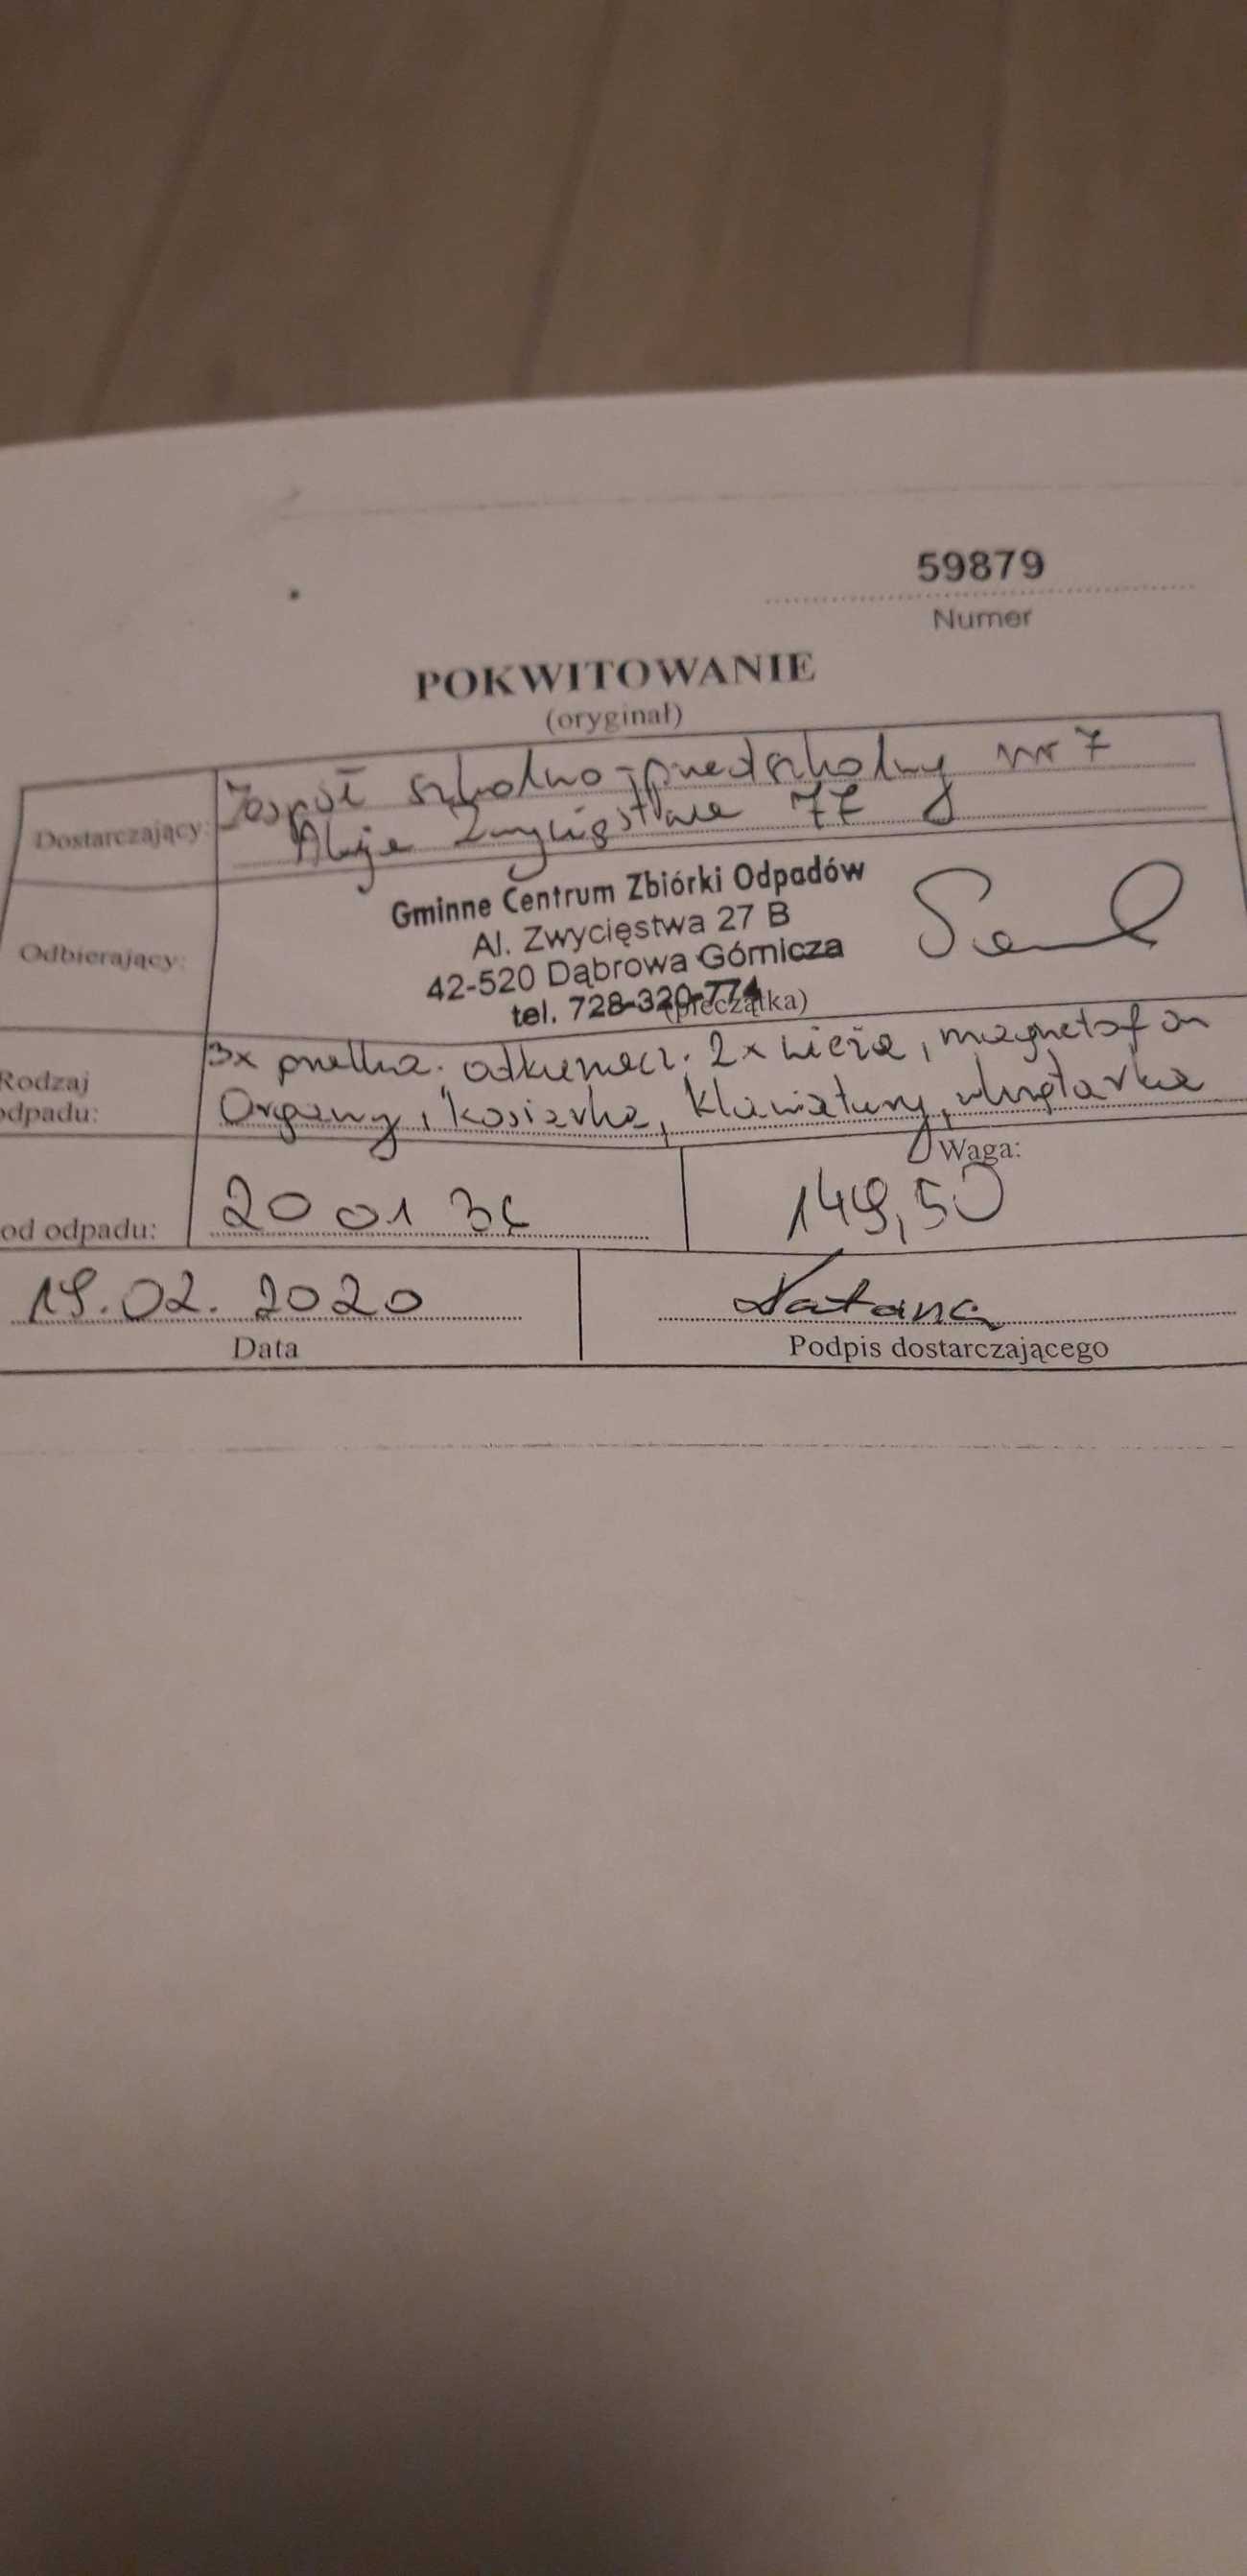 59879
Numer
POKWITOWANIE
(oryginał)
Dostarczający:
Zespół szkolno-przedszkolny nr 7
Aleje Zwycięstwa 77
Odbierający:
Gminne Centrum Zbiórki Odpadów
Al. Zwycięstwa 27 B
42-520 Dąbrowa Górnicza
tel. 728-320-774
(pieczątka)
Rodzaj
odpadu:
3x pralka, odkurzacz, 2x wieża, magnetofon
Organy, kosiarka, klawiatury, wkrętarka
Waga:
od odpadu:
20 01 36
149,50
19.02.2020
Data
Podpis dostarczającego